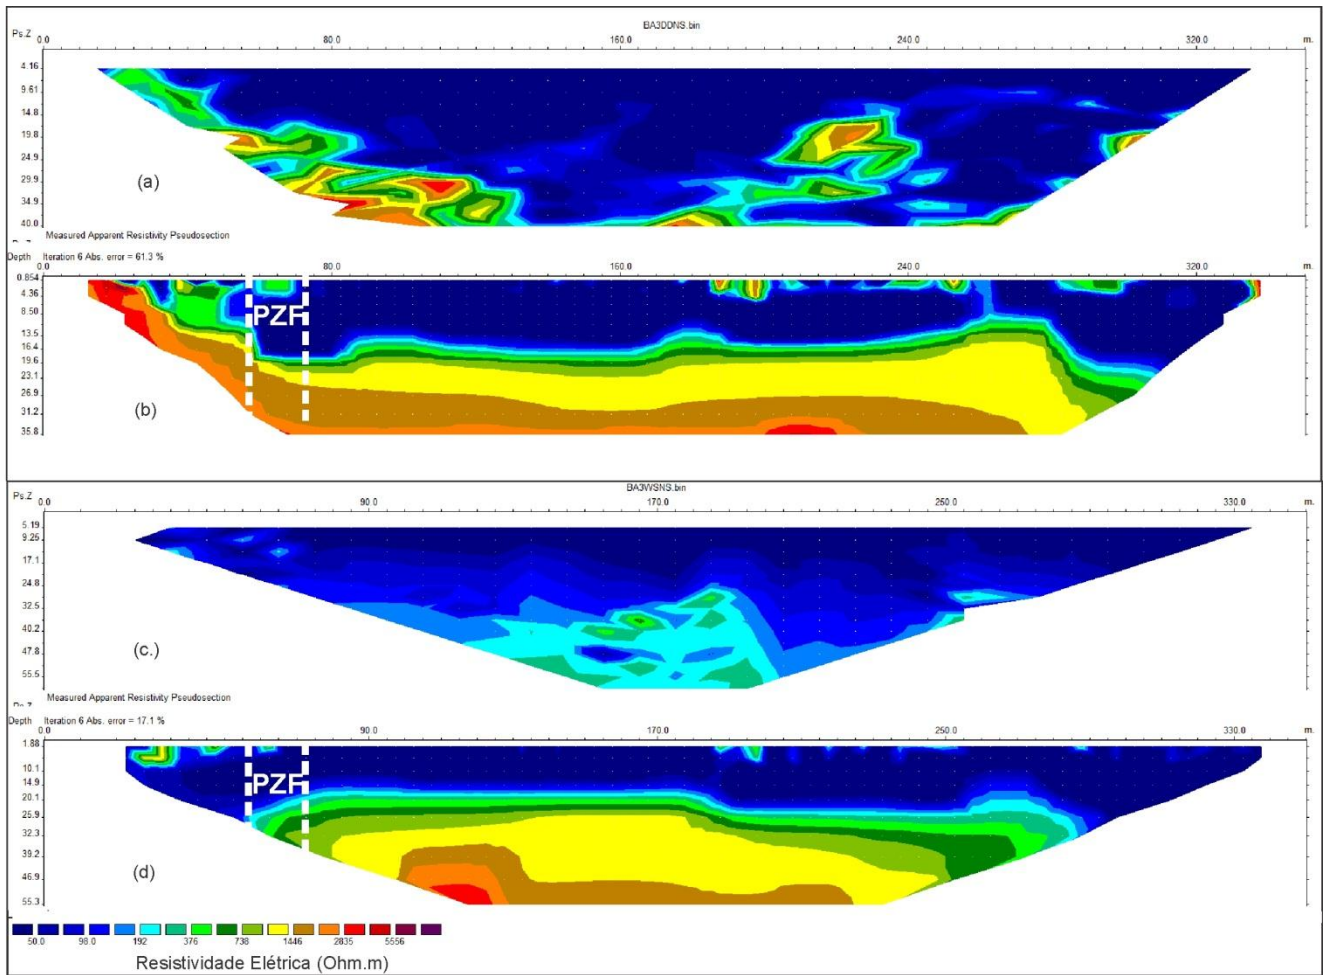 BA3DDNS.bin
Ps.Z 0.0 80.0 160.0 240.0 320.0 m.
4.16
9.61
14.8
19.8
24.9
29.9
34.9
40.0
(a)
Measured Apparent Resistivity Pseudosection
Depth Iteration 6 Abs. error = 61.3 %
0.0 80.0 160.0 240.0 320.0 m.
0.854
4.36
8.50
13.5
16.4
19.6
23.1
26.9
31.2
35.8
PZF
(b)
BA3WSNS.bin
Ps.Z 0.0 90.0 170.0 250.0 330.0 m.
5.19
9.25
17.1
24.8
32.5
40.2
47.8
55.5
(c.)
Measured Apparent Resistivity Pseudosection
Depth Iteration 6 Abs. error = 17.1 %
0.0 90.0 170.0 250.0 330.0 m.
1.88
10.1
14.9
20.1
25.9
32.3
39.2
46.9
55.3
PZF
(d)
50.0 98.0 192 376 738 1446 2835 5556
Resistividade Elétrica (Ohm.m)